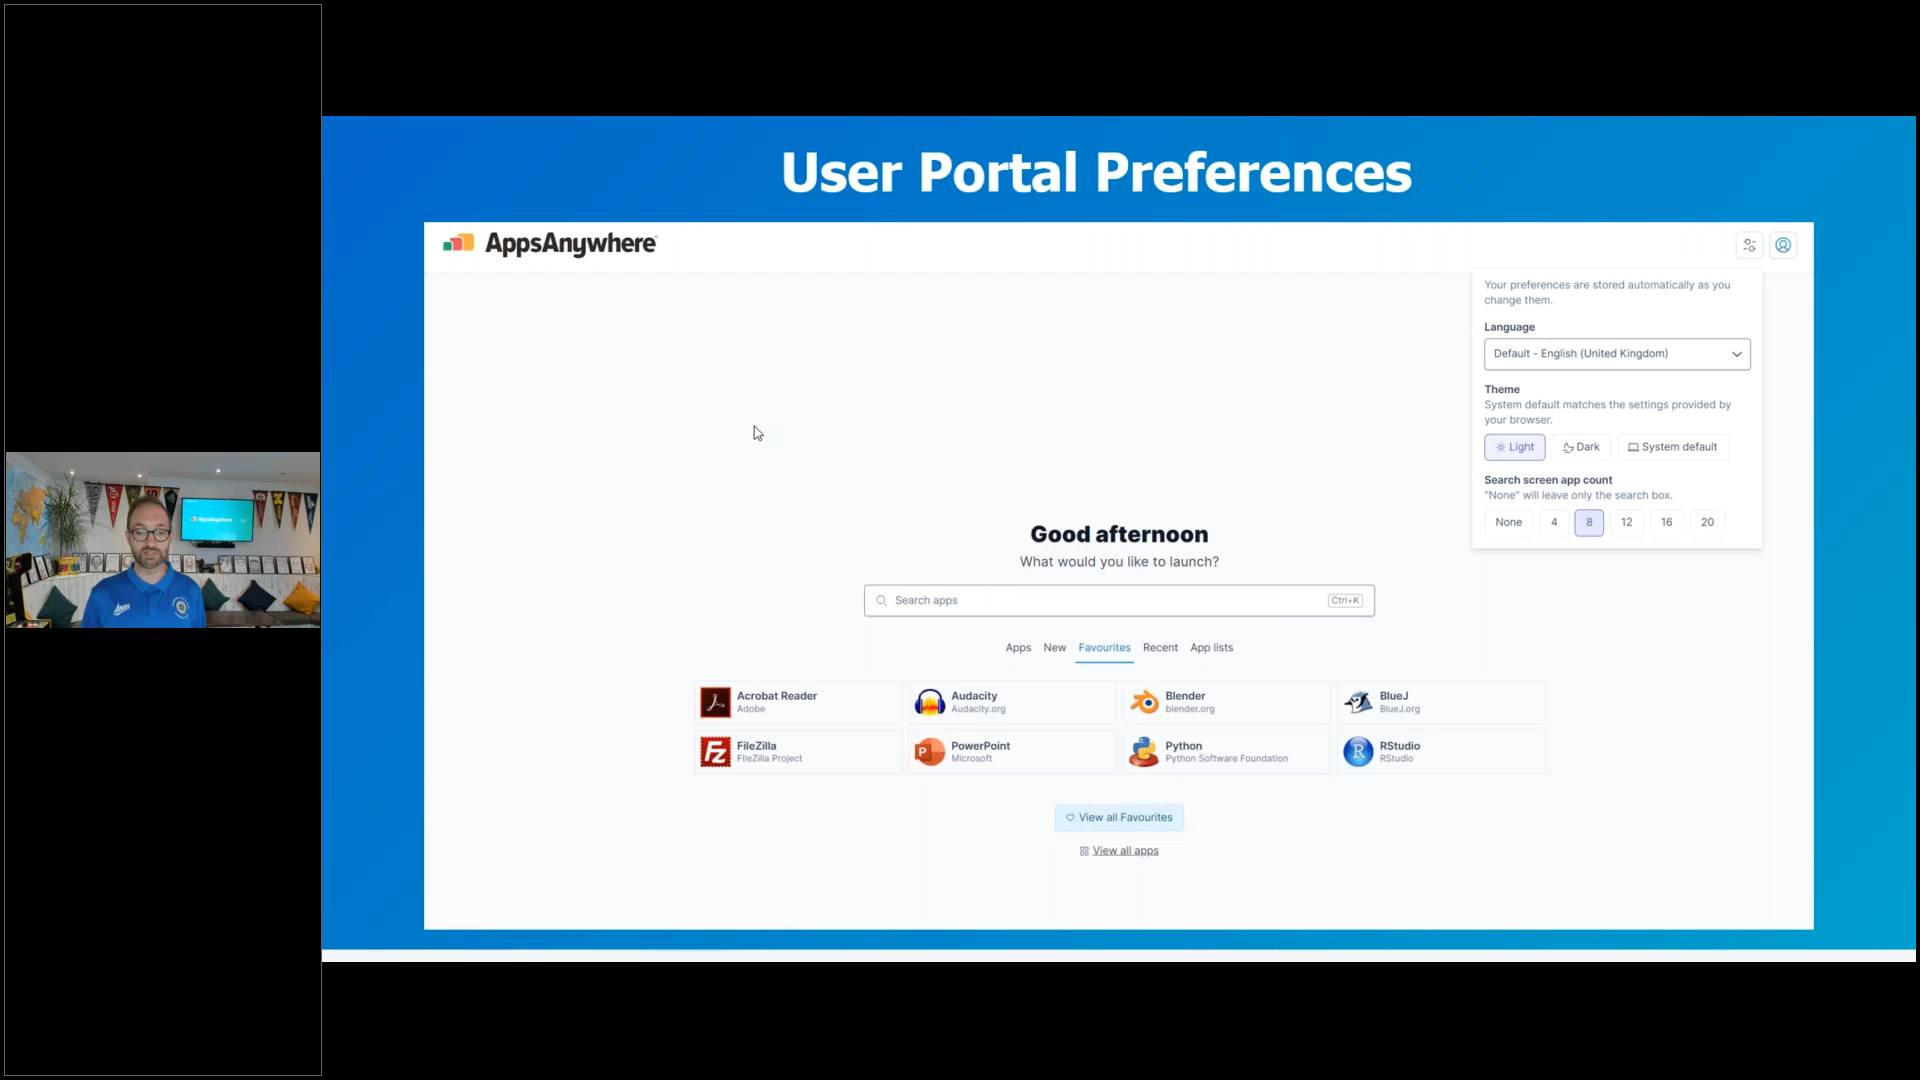 User Portal Preferences
AppsAnywhere
Your preferences are stored automatically as you
change them.
Language
Default - English (United Kingdom)
Theme
System default matches the settings provided by
your browser.
Light
Dark
System default
Search screen app count
"None" will leave only the search box.
None
4
8
12
16
20
Good afternoon
What would you like to launch?
Search apps
Ctrl+K
Apps
New
Favourites
Recent
App lists
Acrobat Reader
Adobe
Audacity
Audacity.org
Blender
blender.org
BlueJ
BlueJ.org
FileZilla
FileZilla Project
PowerPoint
Microsoft
Python
Python Software Foundation
RStudio
RStudio
View all Favourites
View all apps
AppsAnywhere